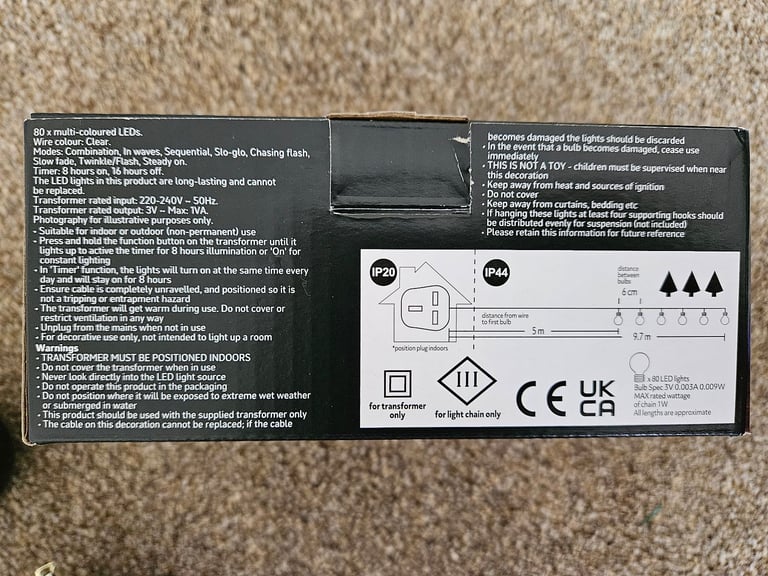 80 x multi-coloured LEDs.
Wire colour: Clear.
Modes: Combination, In waves, Sequential, Slo-glo, Chasing flash,
Slow fade, Twinkle/Flash, Steady on.
Timer: 8 hours on, 16 hours off.
The LED lights in this product are long-lasting and cannot
be replaced.
Transformer rated input: 220-240V ~ 50Hz.
Transformer rated output: 3V ~ Max: 1VA.
Photography for illustrative purposes only.
• Suitable for indoor or outdoor (non-permanent) use
• Press and hold the function button on the transformer until it
lights up to active the timer for 8 hours illumination or 'On' for
constant lighting
• In 'Timer' function, the lights will turn on at the same time every
day and will stay on for 8 hours
• Ensure cable is completely unravelled, and positioned so it is
not a tripping or entrapment hazard
• The transformer will get warm during use. Do not cover or
restrict ventilation in any way
• Unplug from the mains when not in use
• For decorative use only, not intended to light up a room
Warnings
• TRANSFORMER MUST BE POSITIONED INDOORS
• Do not cover the transformer when in use
• Never look directly into the LED light source
• Do not operate this product in the packaging
• Do not position where it will be exposed to extreme wet weather
or submerged in water
• This product should be used with the supplied transformer only
• The cable on this decoration cannot be replaced; if the cable
becomes damaged the lights should be discarded
• In the event that a bulb becomes damaged, cease use
immediately
• THIS IS NOT A TOY - children must be supervised when near
this decoration
• Keep away from heat and sources of ignition
• Do not cover
• Keep away from curtains, bedding etc
• If hanging these lights at least four supporting hooks should
be distributed evenly for suspension (not included)
• Please retain this information for future reference
IP20
IP44
distance
between
bulbs
6 cm
distance from wire
to first bulb
5 m
9.7 m
*position plug indoors
for transformer
only
III
for light chain only
CE
UK
CA
x 80 LED lights
Bulb Spec 3V 0.003A 0.009W
MAX rated wattage
of chain 1W
All lengths are approximate